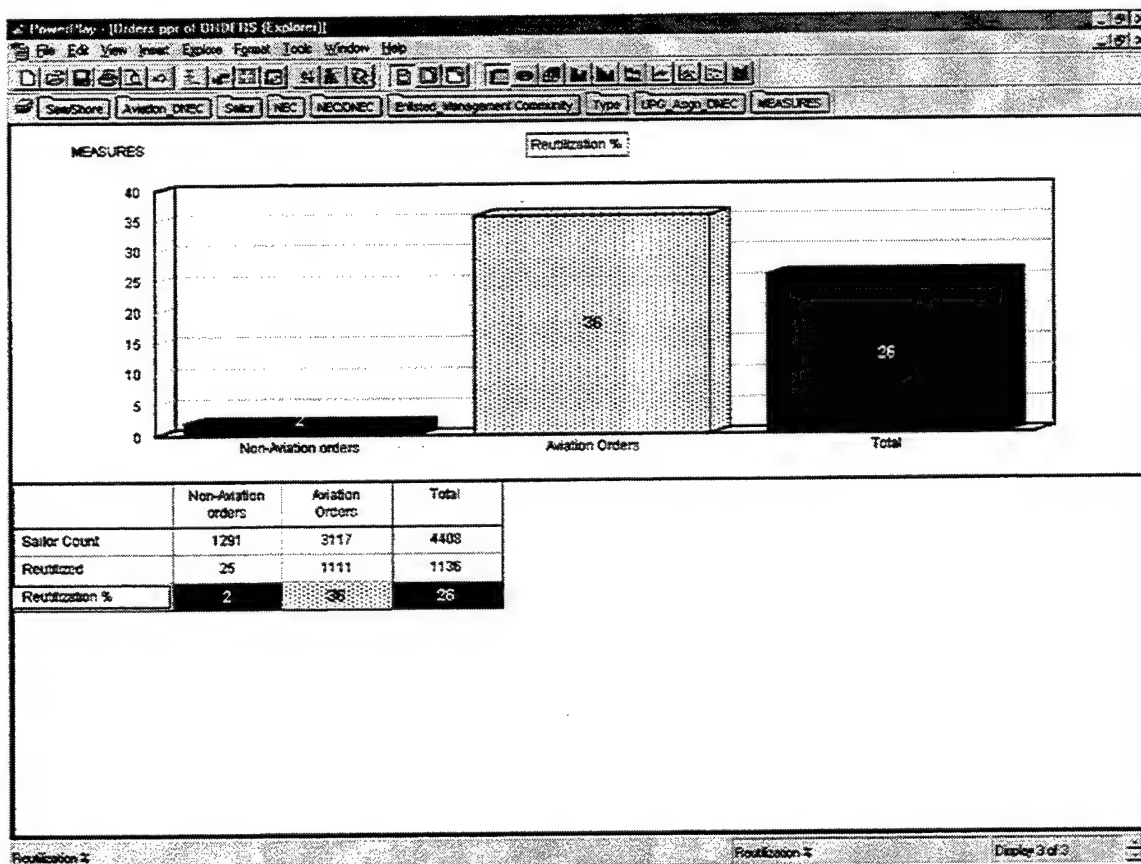 PowerPlay - [Orders.ppr of ORDERS (Explorer)]
File Edit View Insert Explore Format Tools Window Help
Sea/Shore Aviation_DNEC Sailor NEC NEC/DNEC Enlisted_Management Community Type UPG_Asgn_DNEC MEASURES
MEASURES
Reutilization %
40
35
30
25
20
15
10
5
0
2
36
26
Non-Aviation orders
Aviation Orders
Total
Non-Aviation orders Aviation Orders Total
Sailor Count 1291 3117 4408
Reutilized 25 1111 1136
Reutilization % 2 36 26
Reutilization % Reutilization % Display 3 of 3